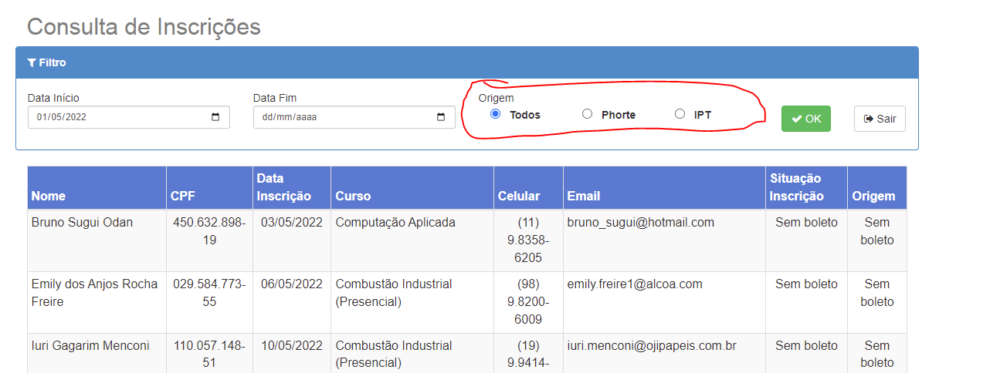 Consulta de Inscrições
Filtro
Data Início
Data Fim
Origem
01/05/2022
dd/mm/aaaa
Todos
Phorte
IPT
OK
Sair
Nome
CPF
Data
Inscrição
Curso
Celular
Email
Situação
Inscrição
Origem
Bruno Sugui Odan
450.632.898-
19
03/05/2022
Computação Aplicada
(11)
9.8358-
6205
bruno_sugui@hotmail.com
Sem boleto
Sem
boleto
Emily dos Anjos Rocha
Freire
029.584.773-
55
06/05/2022
Combustão Industrial
(Presencial)
(98)
9.8200-
6009
emily.freire1@alcoa.com
Sem boleto
Sem
boleto
Iuri Gagarim Menconi
110.057.148-
51
10/05/2022
Combustão Industrial
(Presencial)
(19)
9.9414-
iuri.menconi@ojipapeis.com.br
Sem boleto
Sem
boleto